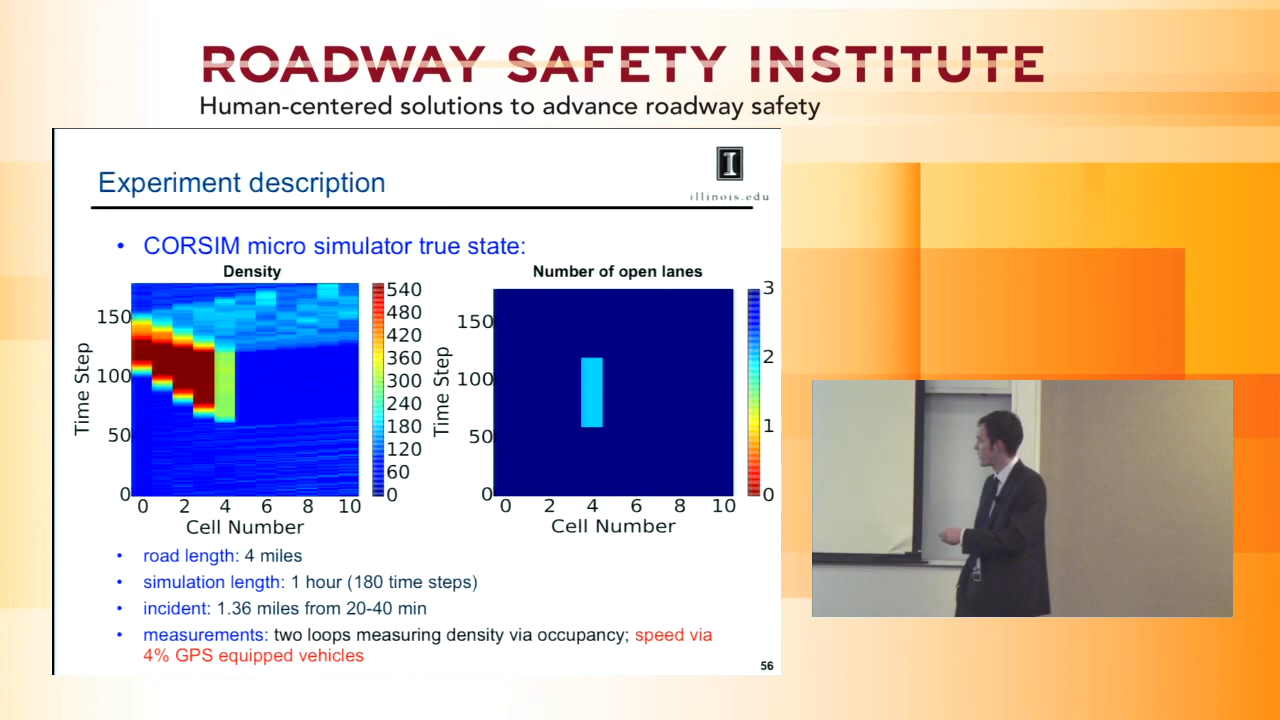 ROADWAY SAFETY INSTITUTE
Human-centered solutions to advance roadway safety
Experiment description
I
illinois.edu
• CORSIM micro simulator true state:
Density
Number of open lanes
150
100
50
0
Time Step
0 2 4 6 8 10
Cell Number
540
480
420
360
300
240
180
120
60
0
150
100
50
0
Time Step
0 2 4 6 8 10
Cell Number
3
2
1
0
• road length: 4 miles
• simulation length: 1 hour (180 time steps)
• incident: 1.36 miles from 20-40 min
• measurements: two loops measuring density via occupancy; speed via
4% GPS equipped vehicles
56